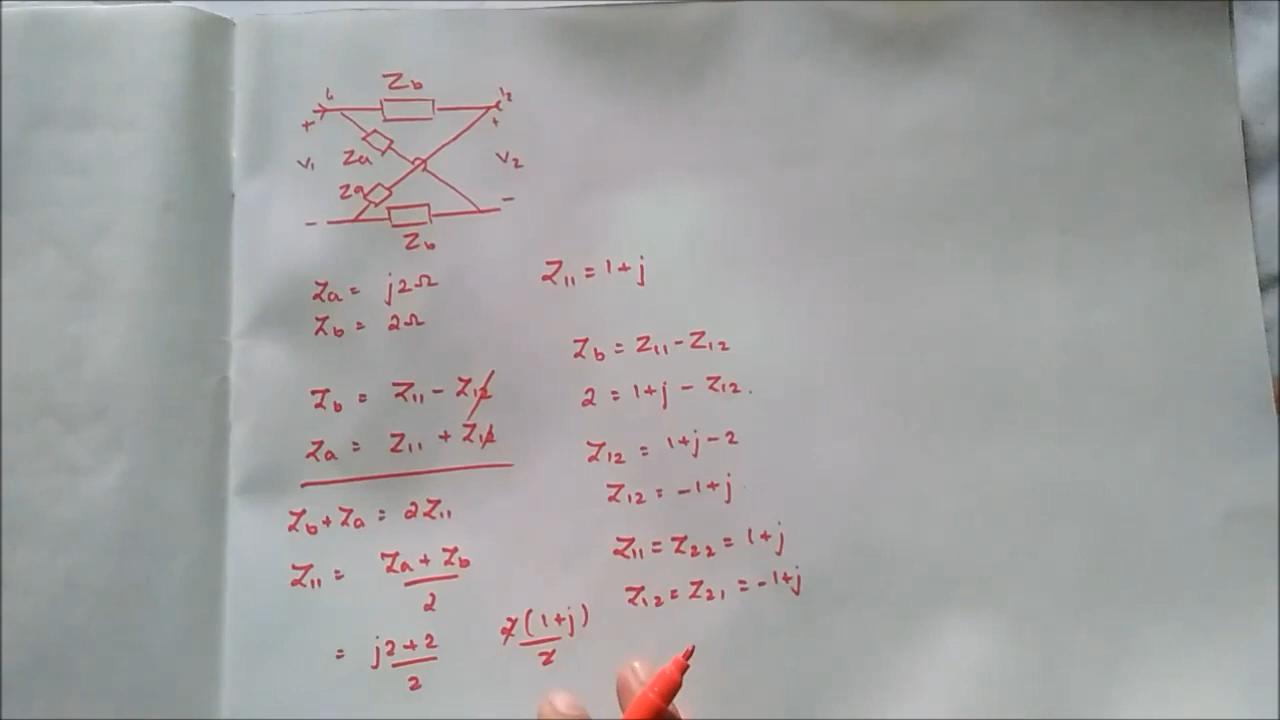 Zb
i1 i2
+ +
Za
V1 V2
Za
- -
Zb
Za = j2Ω
Zb = 2Ω
Zb = Z11 - Z12
Za = Z11 + Z12
Zb + Za = 2Z11
Z11 = Za + Zb / 2
= j2 + 2 / 2
2(1+j) / 2
Z11 = 1+j
Zb = Z11 - Z12
2 = 1+j - Z12.
Z12 = 1+j-2
Z12 = -1+j
Z11 = Z22 = 1+j
Z12 = Z21 = -1+j